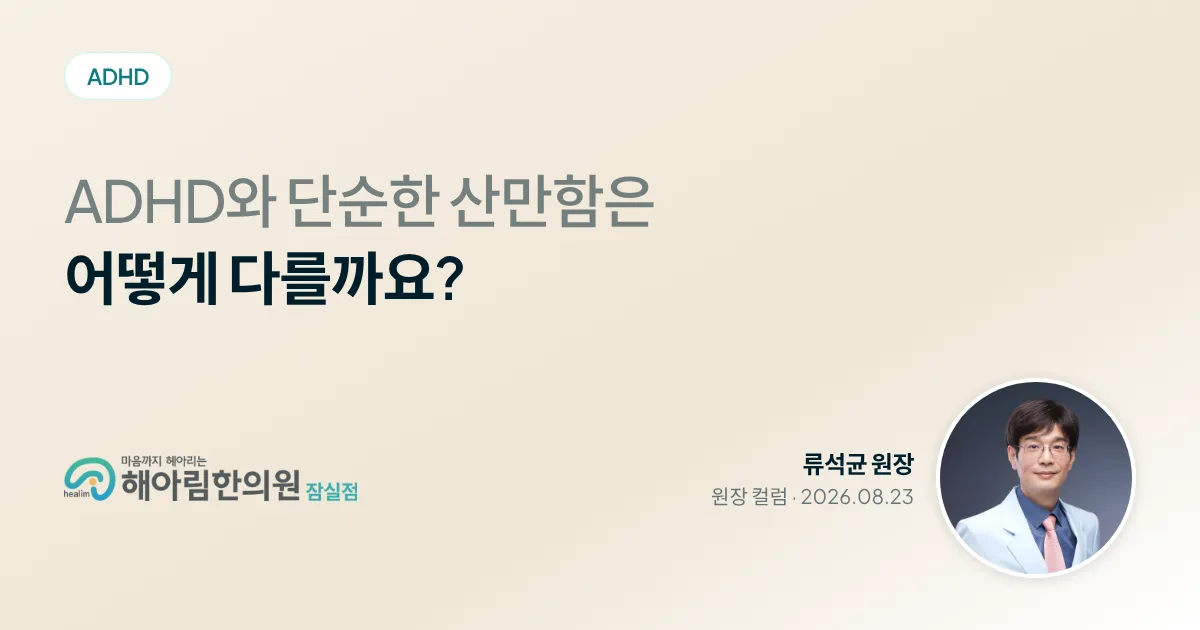 ADHD
ADHD와 단순한 산만함은
어떻게 다를까요?
마음까지 헤아리는
healim 해아림한의원 잠실점
류석균 원장
원장 컬럼 · 2026.08.23